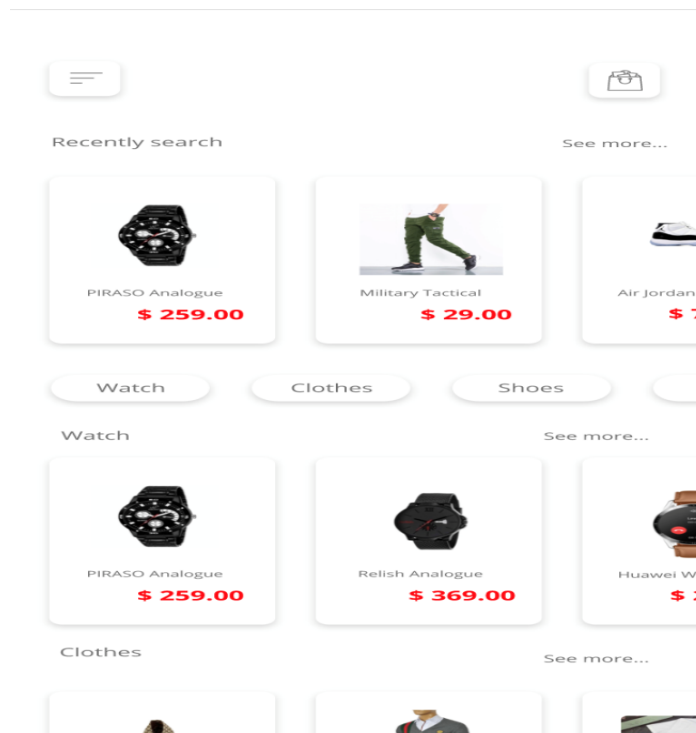 Recently search
See more...
PIRASO Analogue
$ 259.00
Military Tactical
$ 29.00
Air Jordan
$
Watch
Clothes
Shoes
Watch
See more...
PIRASO Analogue
$ 259.00
Relish Analogue
$ 369.00
Huawei
$
Clothes
See more...